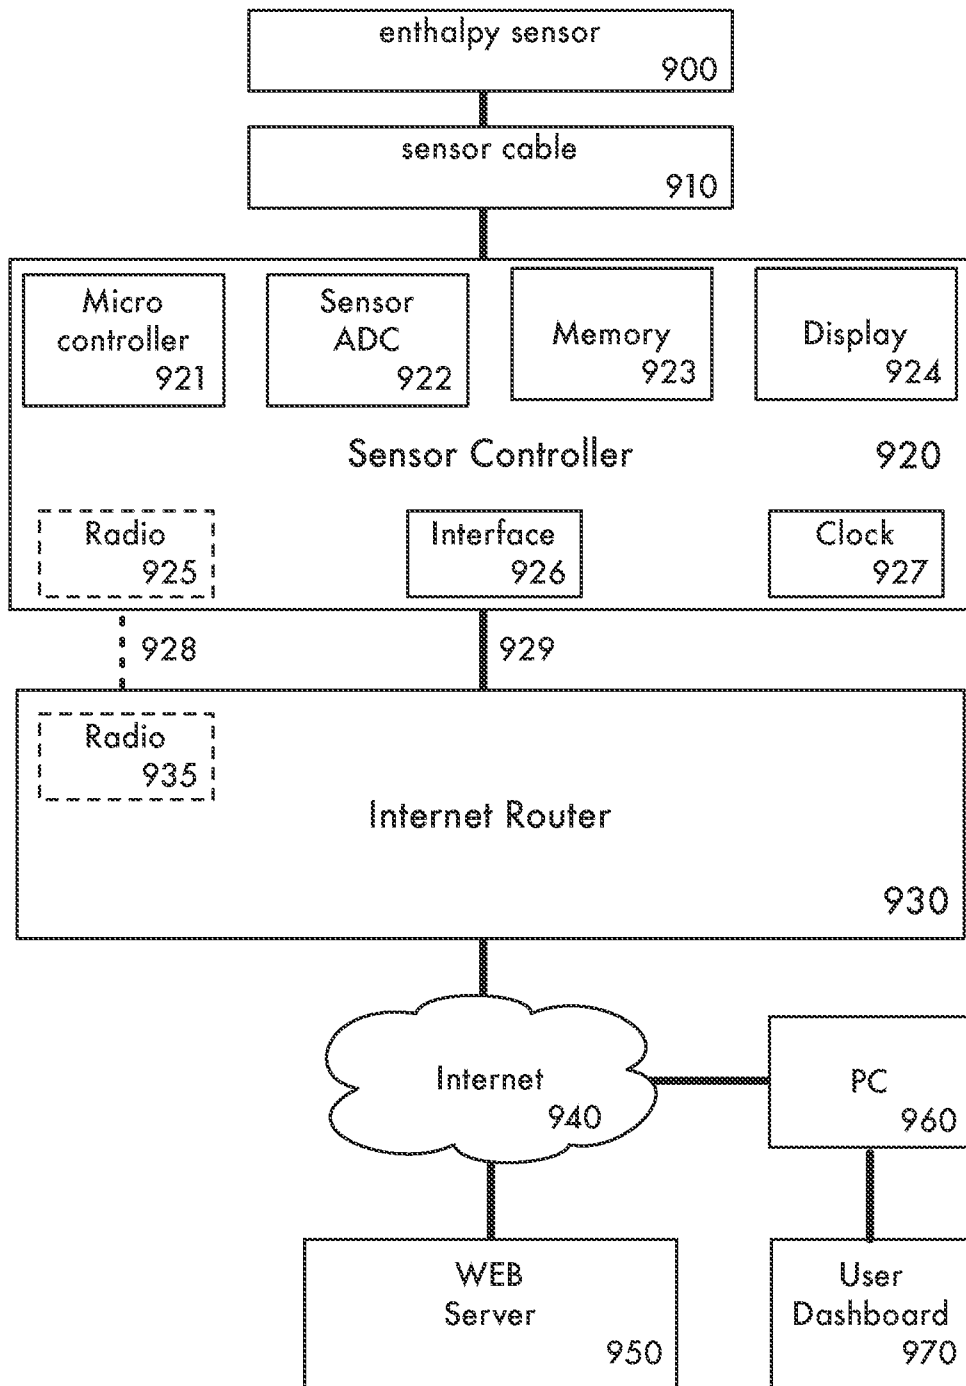 enthalpy sensor
900
sensor cable
910
Micro
controller
921
Sensor
ADC
922
Memory
923
Display
924
Sensor Controller
920
Radio
925
Interface
926
Clock
927
928
929
Radio
935
Internet Router
930
Internet
940
PC
960
WEB
Server
950
User
Dashboard
970